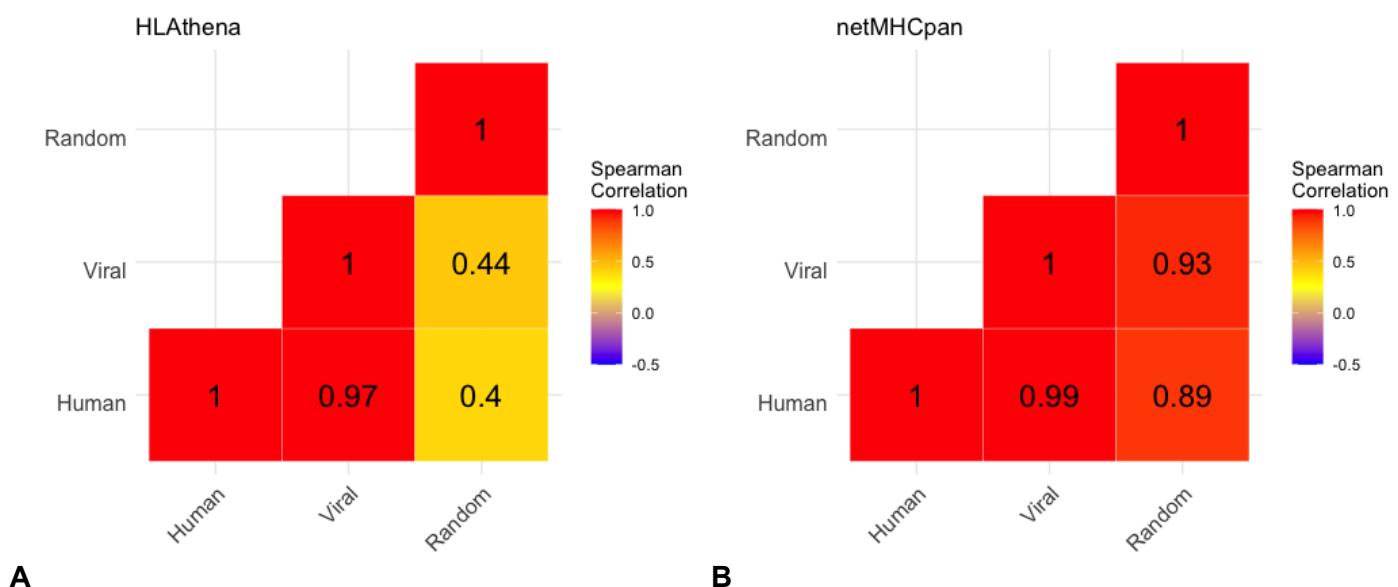 HLAthena
Random
Viral
Human
1
1
0.44
1
0.97
0.4
Human
Viral
Random
Spearman
Correlation
1.0
0.5
0.0
-0.5
A
netMHCpan
Random
Viral
Human
1
1
0.93
1
0.99
0.89
Human
Viral
Random
Spearman
Correlation
1.0
0.5
0.0
-0.5
B